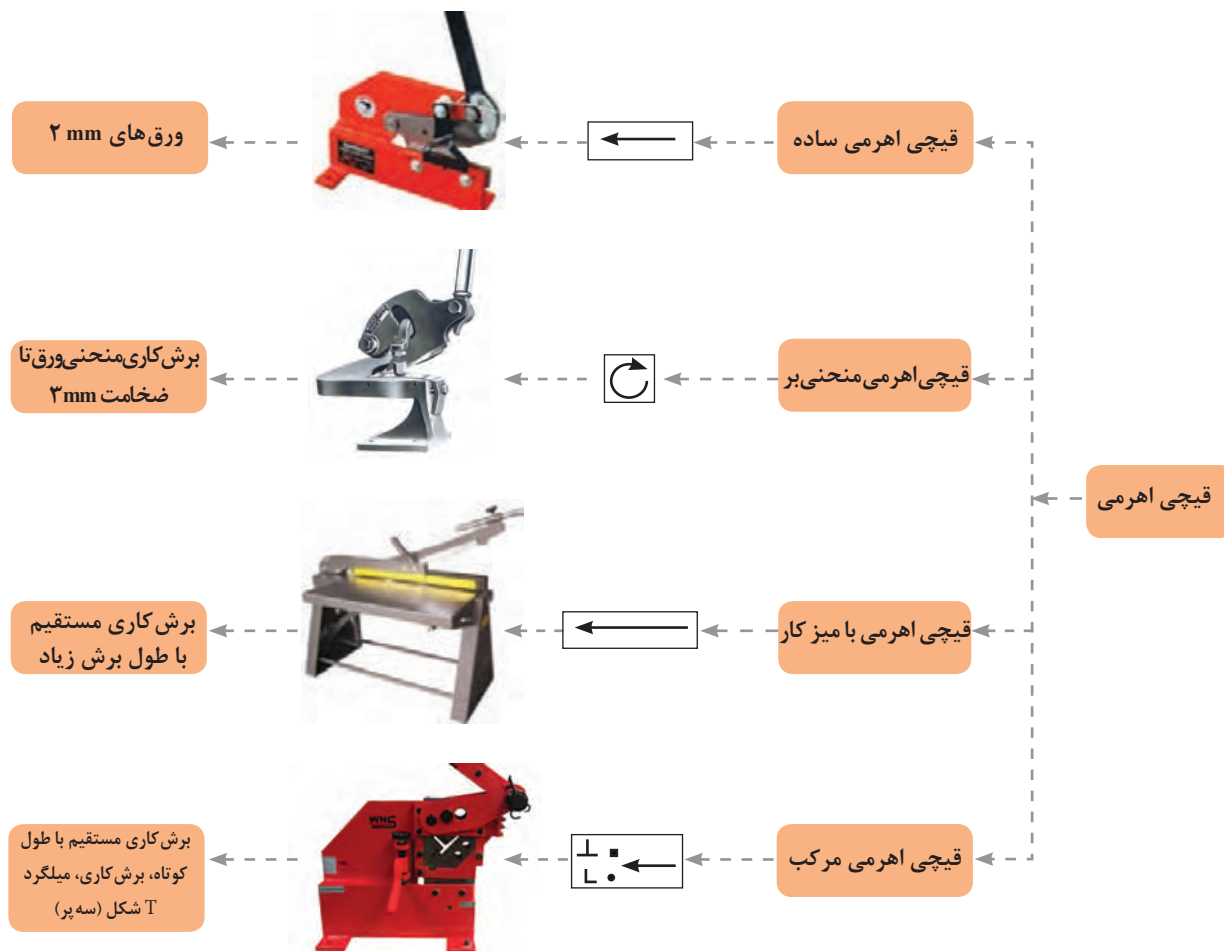 قیچی اهرمی
قیچی اهرمی ساده
ورق‌های ۲ mm
قیچی اهرمی منحنی‌بر
برش‌کاری منحنی ورق تا
ضخامت ۳mm
قیچی اهرمی با میز کار
برش‌کاری مستقیم
با طول برش زیاد
قیچی اهرمی مرکب
WNS
برش‌کاری مستقیم با طول
کوتاه، برش‌کاری، میلگرد
T شکل (سه‌پر)